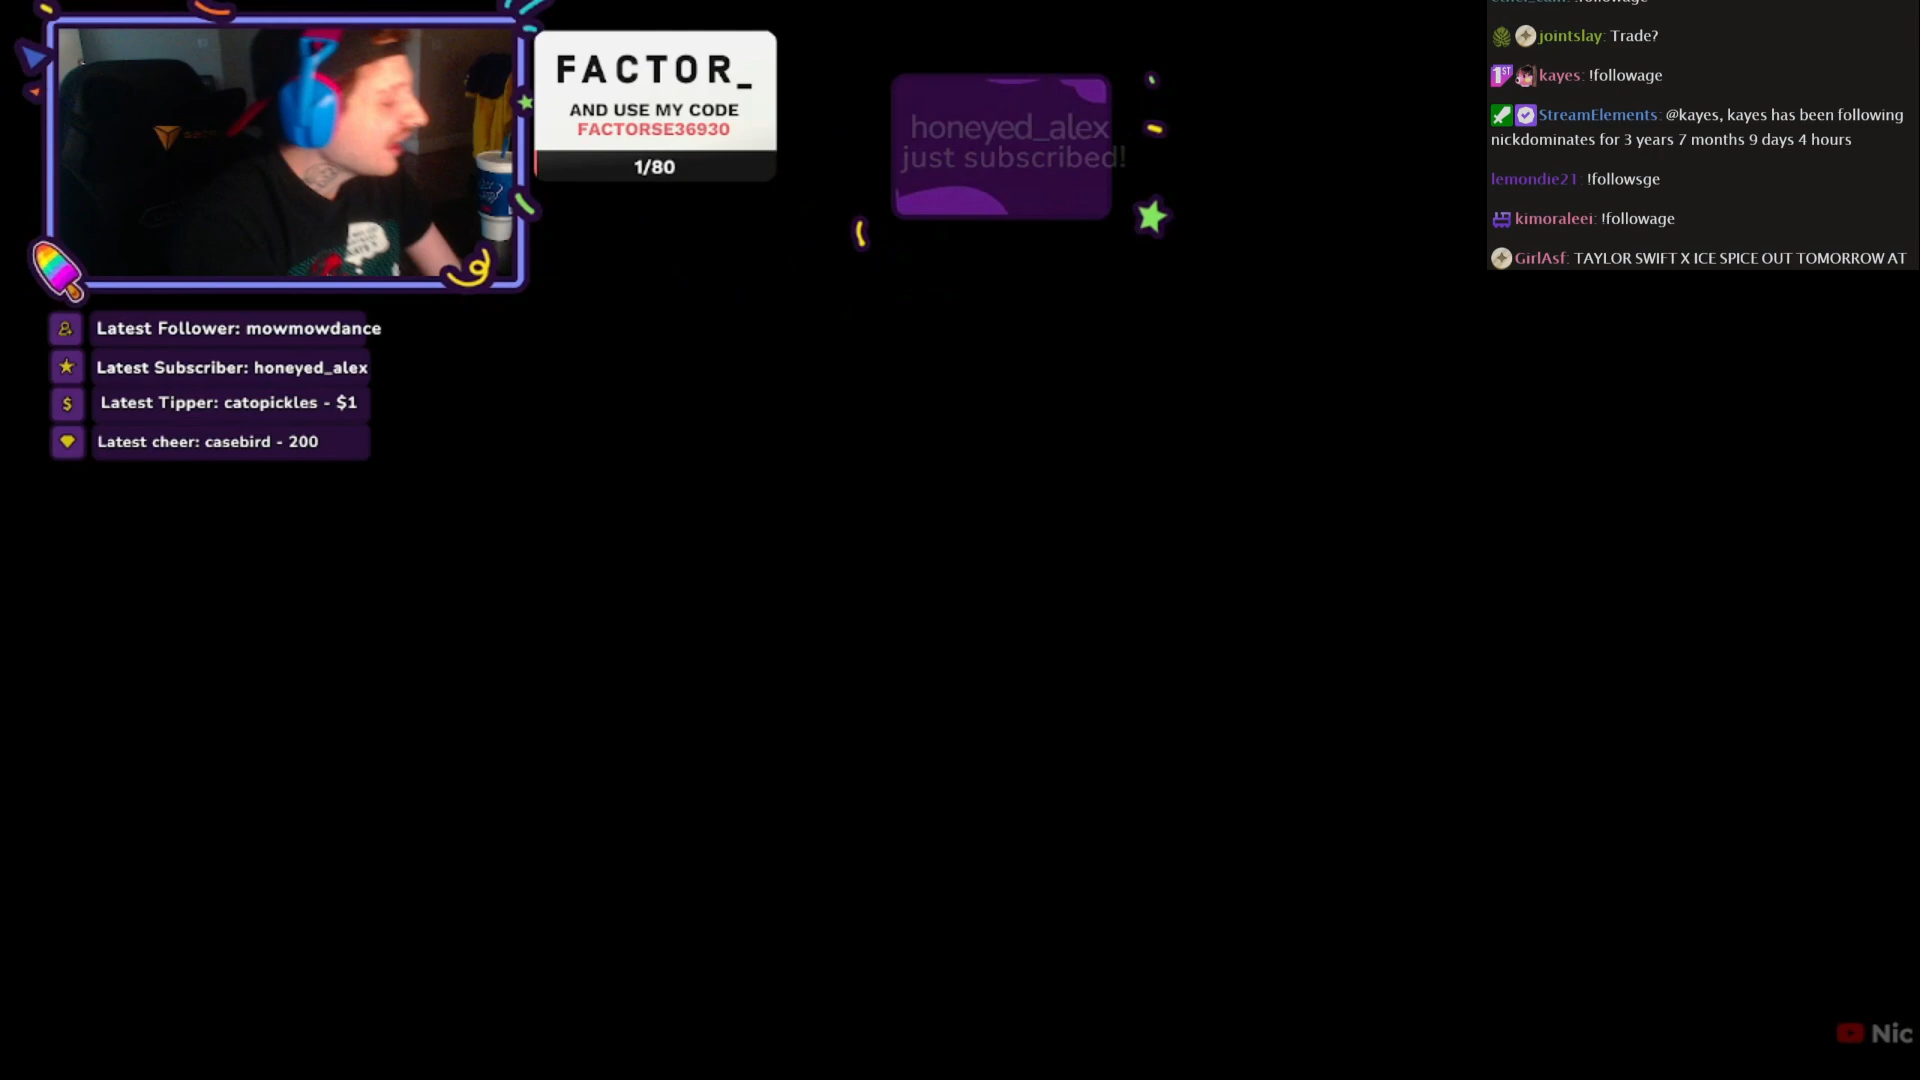 FACTOR_
AND USE MY CODE
FACTORSE36930
1/80
honeyed_alex
just subscribed!
Latest Follower: mowmowdance
Latest Subscriber: honeyed_alex
Latest Tipper: catopickles - $1
Latest cheer: casebird - 200
jointslay: Trade?
1ST kayes: !followage
StreamElements: @kayes, kayes has been following
nickdominates for 3 years 7 months 9 days 4 hours
lemondie21: !followsge
kimoraleei: !followage
GirlAsf: TAYLOR SWIFT X ICE SPICE OUT TOMORROW AT
Nic